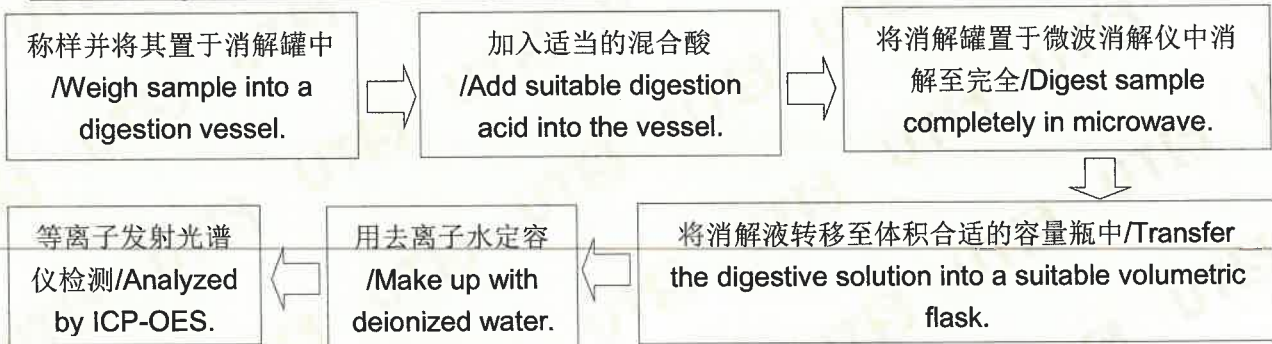 称样并将其置于消解罐中
/Weigh sample into a
digestion vessel.
加入适当的混合酸
/Add suitable digestion
acid into the vessel.
将消解罐置于微波消解仪中消
解至完全/Digest sample
completely in microwave.
将消解液转移至体积合适的容量瓶中/Transfer
the digestive solution into a suitable volumetric
flask.
用去离子水定容
/Make up with
deionized water.
等离子发射光谱
仪检测/Analyzed
by ICP-OES.